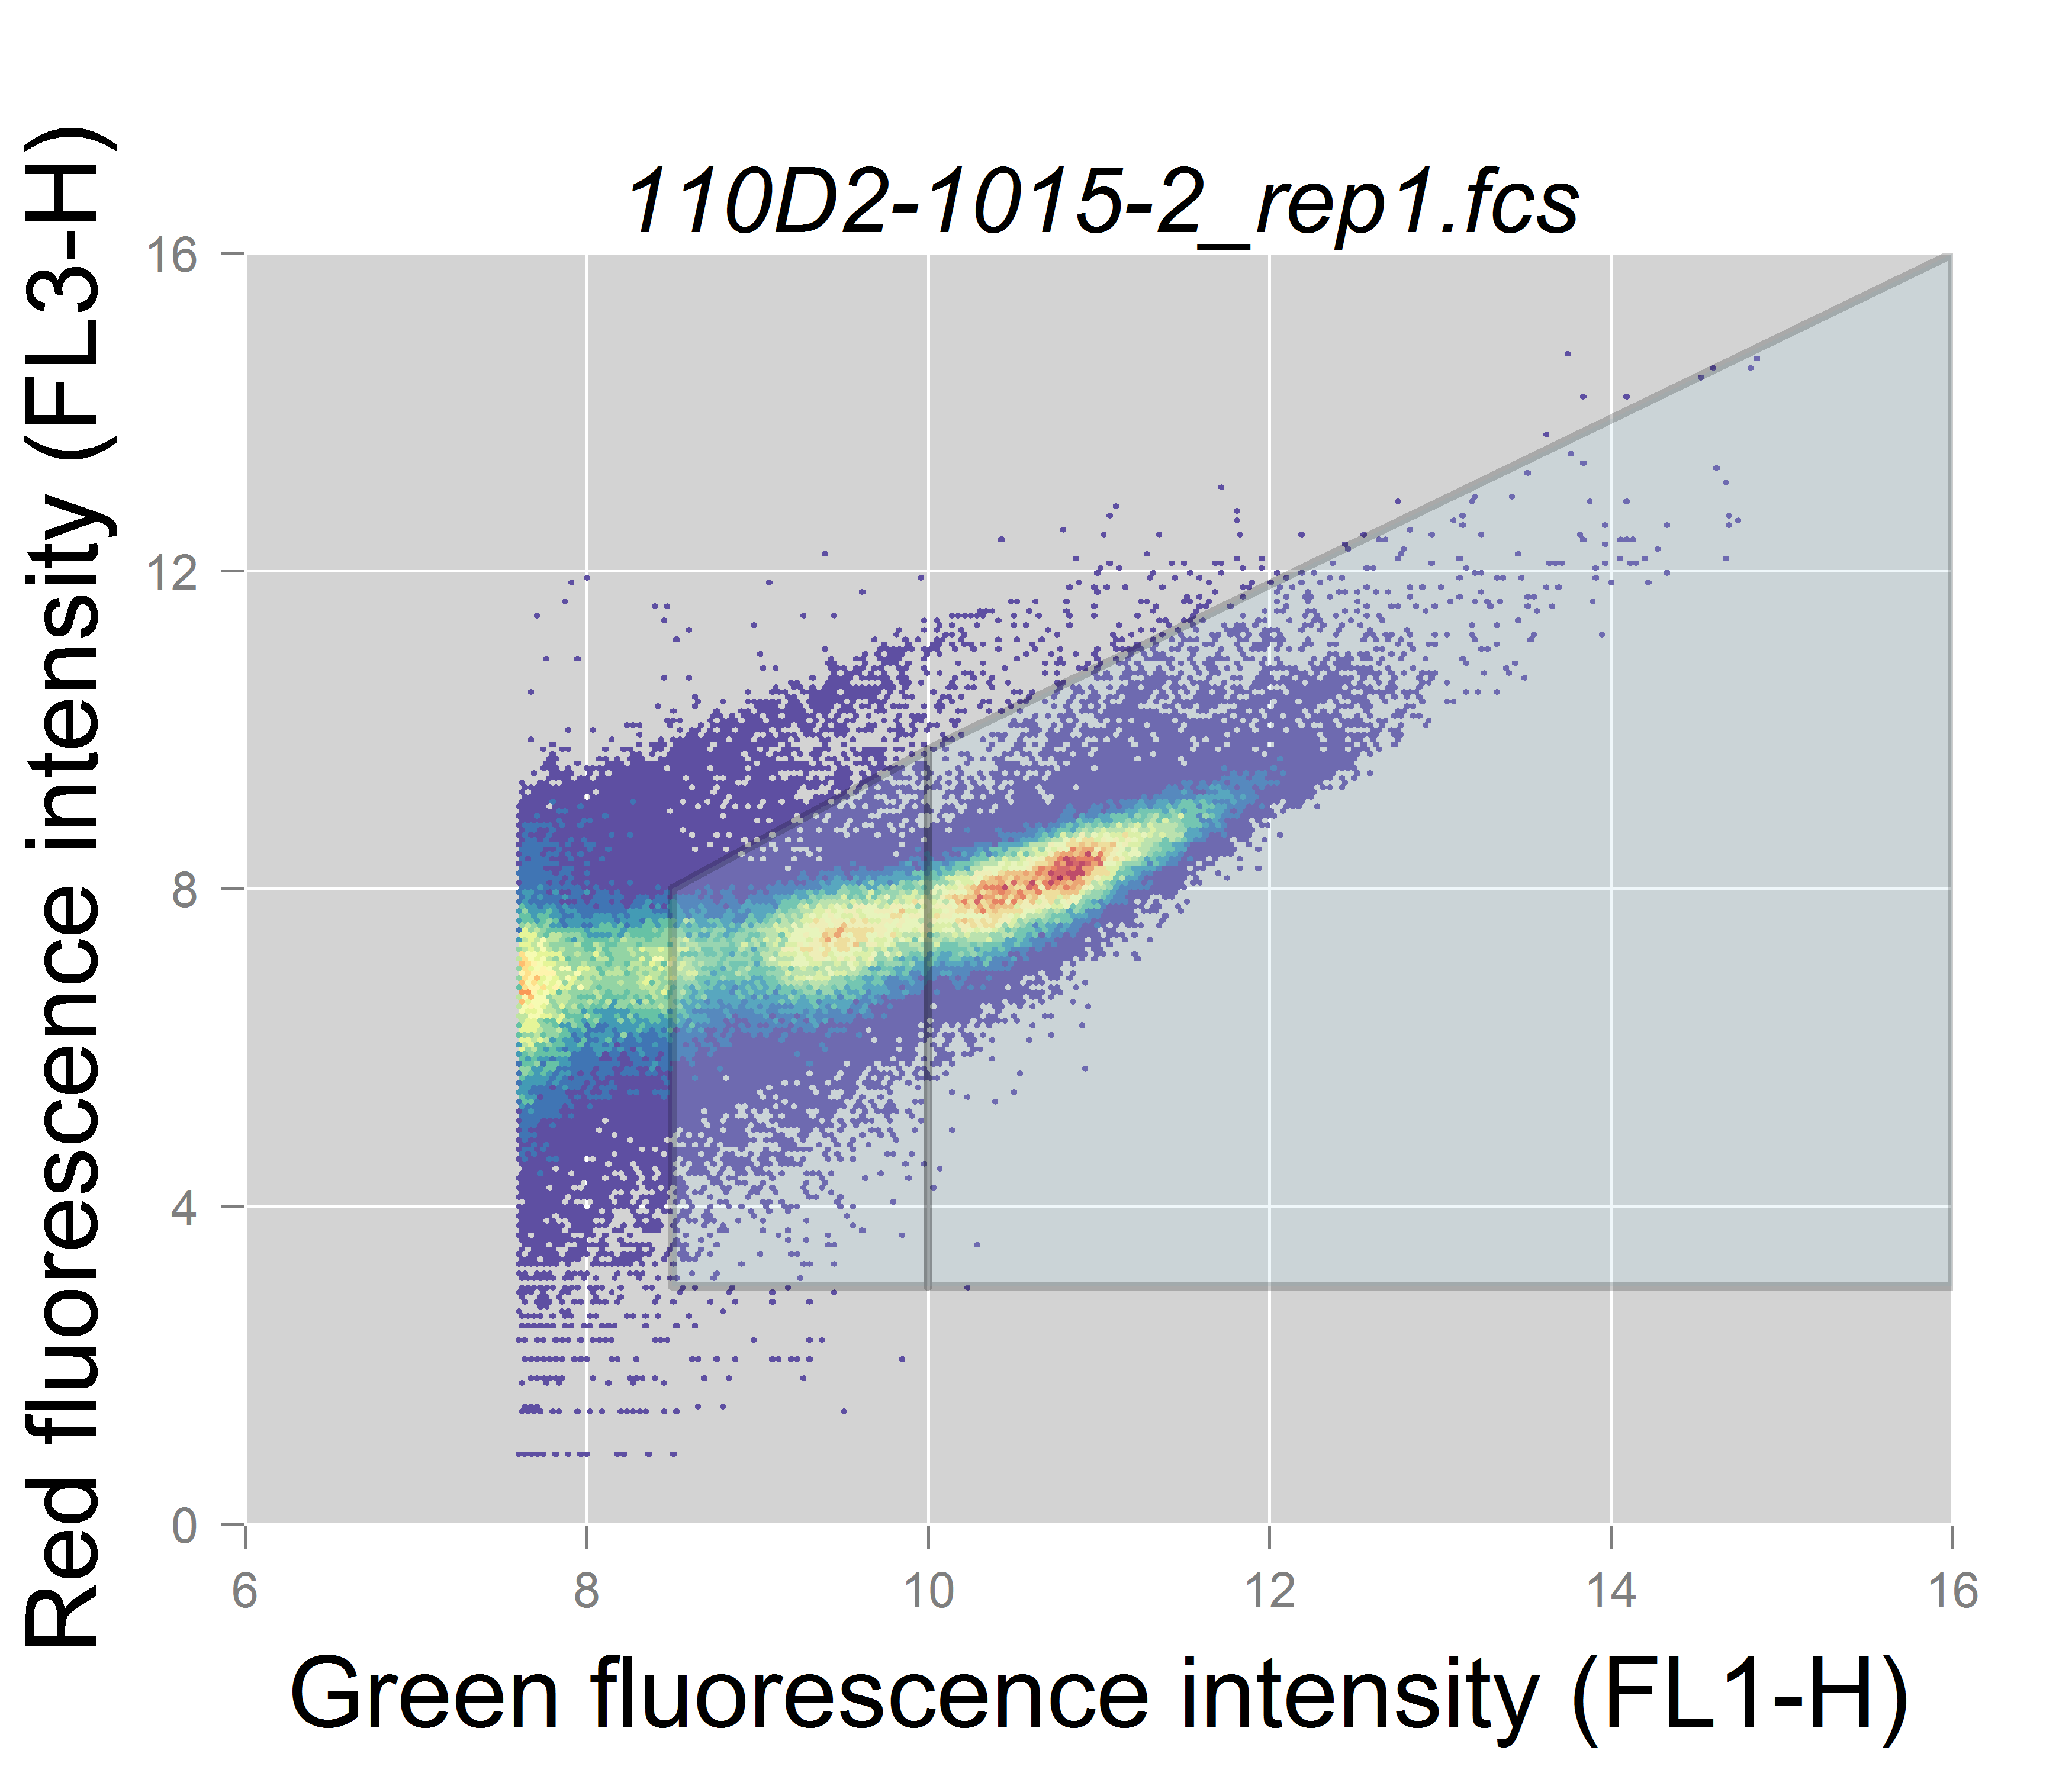 110D2-1015-2_rep1.fcs
Red fluorescence intensity (FL3-H)
16
12
8
4
0
6 8 10 12 14 16
Green fluorescence intensity (FL1-H)